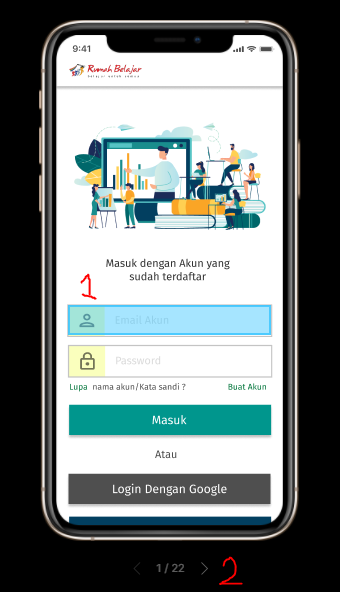 9:41
Rumah Belajar
belajar untuk semua
Masuk dengan Akun yang
sudah terdaftar
1
Email Akun
Password
Lupa nama akun/Kata sandi ? Buat Akun
Masuk
Atau
Login Dengan Google
1 / 22
2